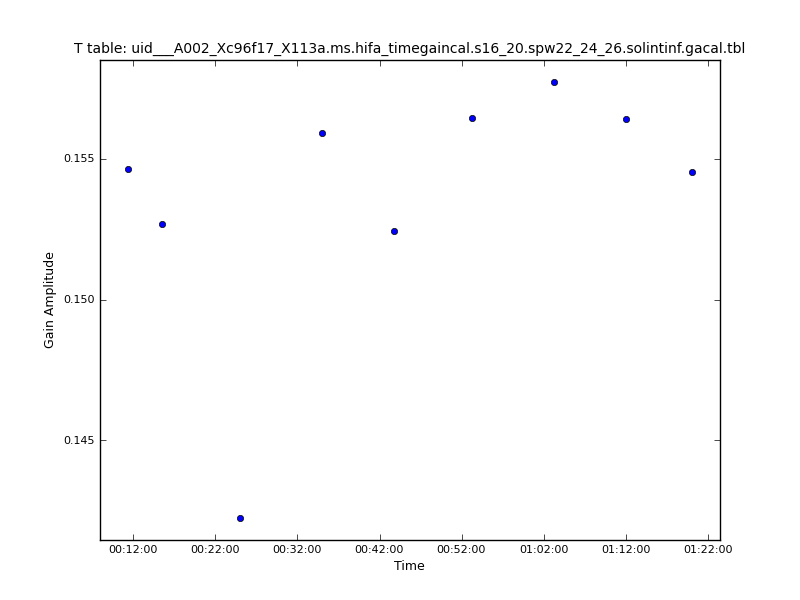 T table: uid___A002_Xc96f17_X113a.ms.hifa_timegaincal.s16_20.spw22_24_26.solintinf.gacal.tbl
0.155
0.150
0.145
Gain Amplitude
00:12:00 00:22:00 00:32:00 00:42:00 00:52:00 01:02:00 01:12:00 01:22:00
Time